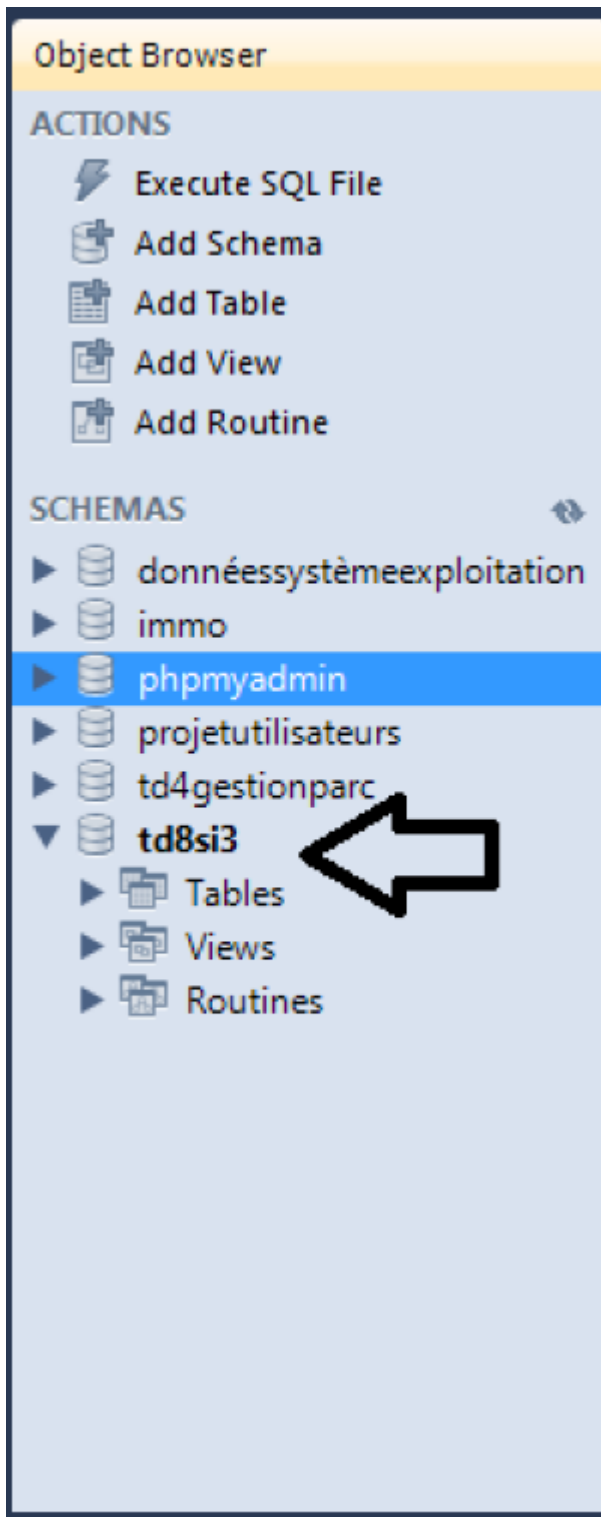 Object Browser
ACTIONS
Execute SQL File
Add Schema
Add Table
Add View
Add Routine
SCHEMAS
donnéessystèmeexploitation
immo
phpmyadmin
projetutilisateurs
td4gestionparc
td8si3
Tables
Views
Routines